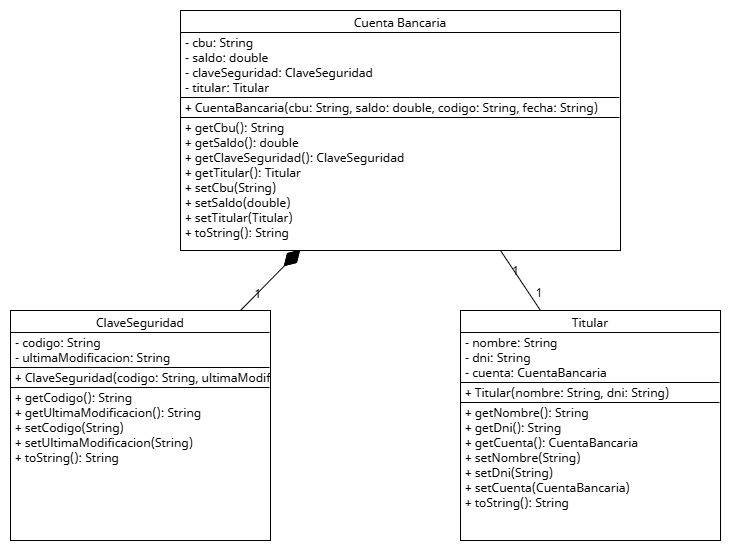 Cuenta Bancaria
- cbu: String
- saldo: double
- claveSeguridad: ClaveSeguridad
- titular: Titular
+ CuentaBancaria(cbu: String, saldo: double, codigo: String, fecha: String)
+ getCbu(): String
+ getSaldo(): double
+ getClaveSeguridad(): ClaveSeguridad
+ getTitular(): Titular
+ setCbu(String)
+ setSaldo(double)
+ setTitular(Titular)
+ toString(): String
1
1
1
ClaveSeguridad
- codigo: String
- ultimaModificacion: String
+ ClaveSeguridad(codigo: String, ultimaModif
+ getCodigo(): String
+ getUltimaModificacion(): String
+ setCodigo(String)
+ setUltimaModificacion(String)
+ toString(): String
Titular
- nombre: String
- dni: String
- cuenta: CuentaBancaria
+ Titular(nombre: String, dni: String)
+ getNombre(): String
+ getDni(): String
+ getCuenta(): CuentaBancaria
+ setNombre(String)
+ setDni(String)
+ setCuenta(CuentaBancaria)
+ toString(): String